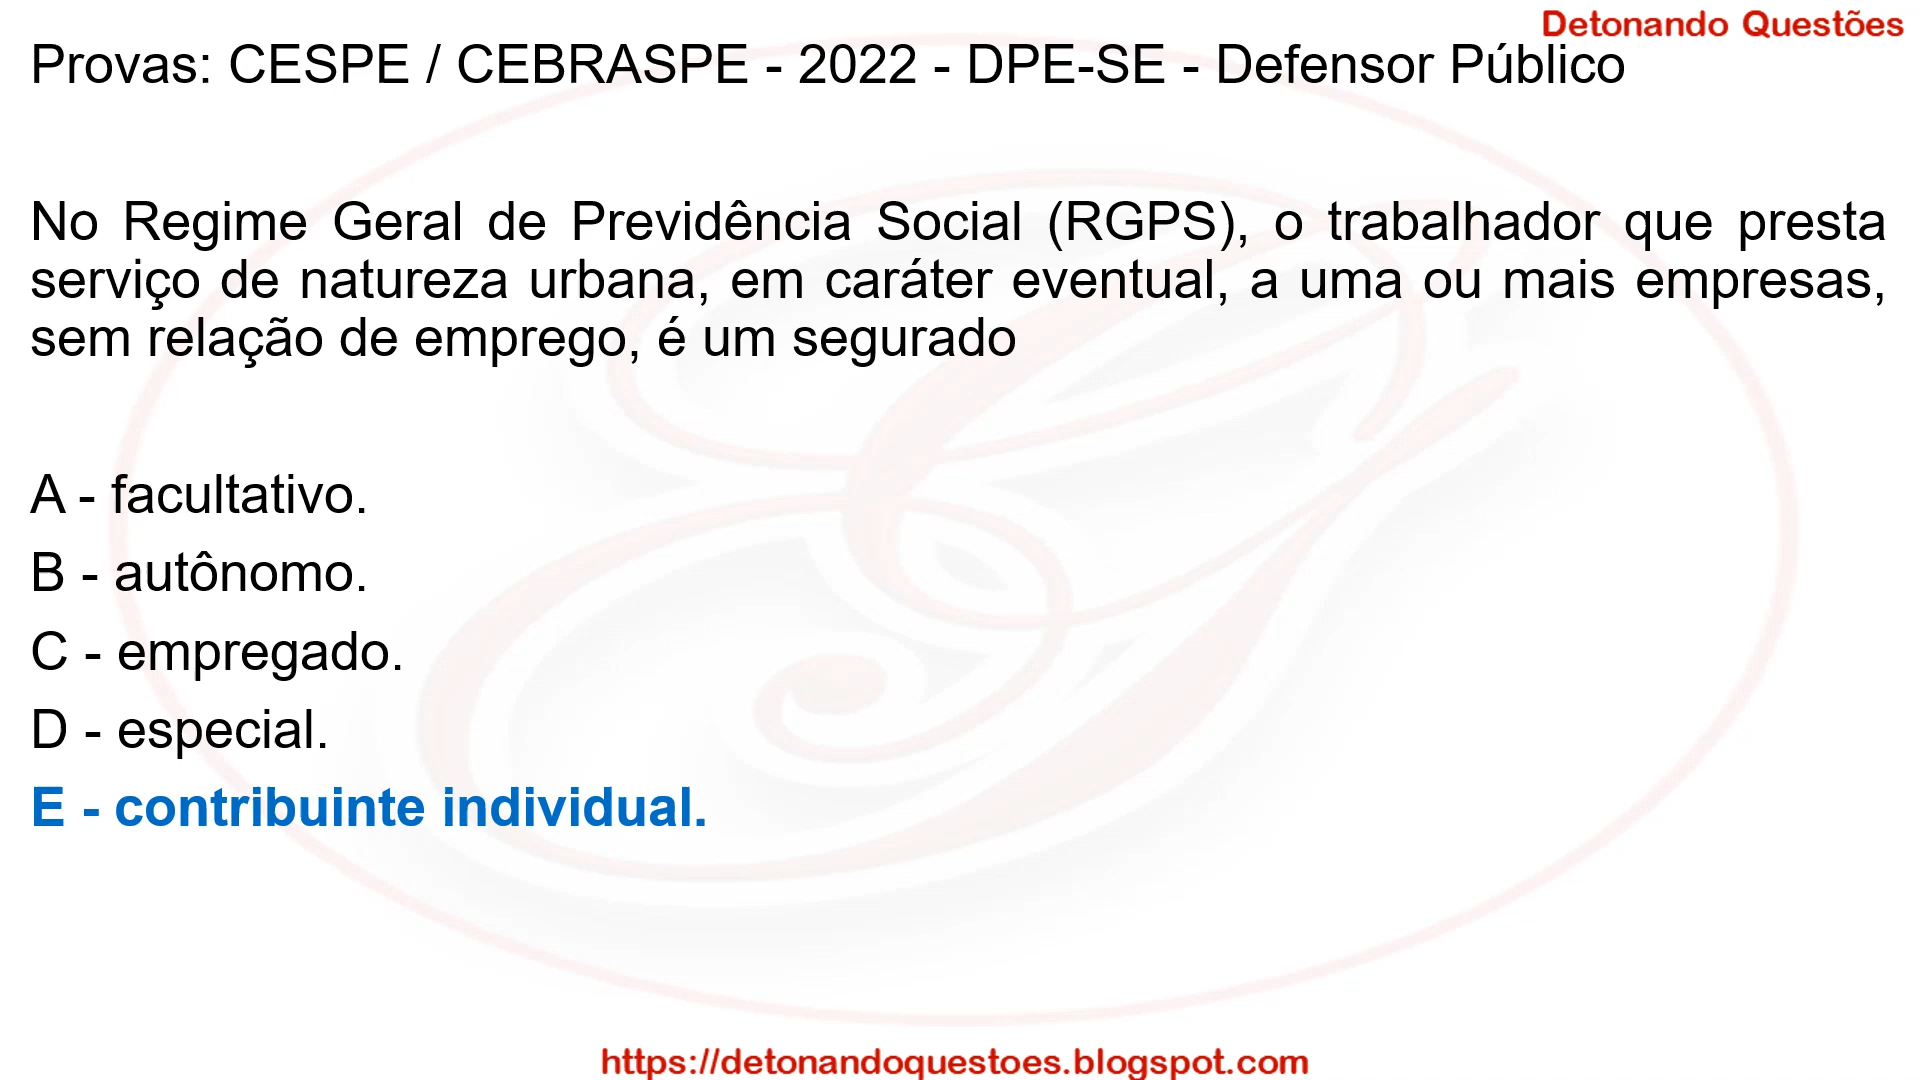 Detonando Questões
Provas: CESPE / CEBRASPE - 2022 - DPE-SE - Defensor Público
No Regime Geral de Previdência Social (RGPS), o trabalhador que presta
serviço de natureza urbana, em caráter eventual, a uma ou mais empresas,
sem relação de emprego, é um segurado
A - facultativo.
B - autônomo.
C - empregado.
D - especial.
E - contribuinte individual.
https://detonandoquestoes.blogspot.com